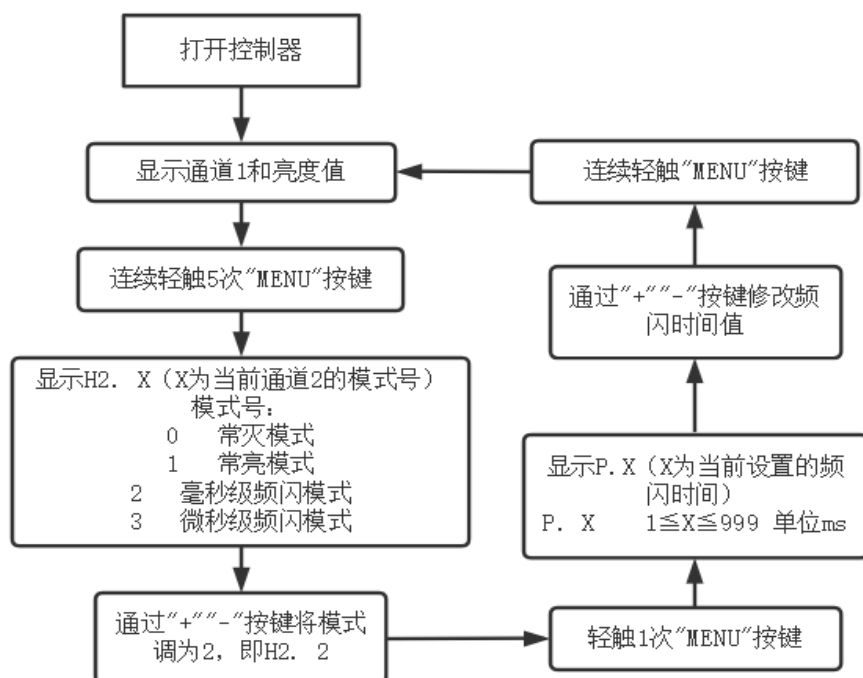 打开控制器
显示通道1和亮度值
连续轻触5次"MENU"按键
显示H2. X（X为当前通道2的模式号）
模式号：
0 常灭模式
1 常亮模式
2 毫秒级频闪模式
3 微秒级频闪模式
通过"+""-"按键将模式
调为2，即H2. 2
轻触1次"MENU"按键
显示P.X（X为当前设置的频
闪时间）
P. X 1≦X≦999 单位ms
通过"+""-"按键修改频
闪时间值
连续轻触"MENU"按键